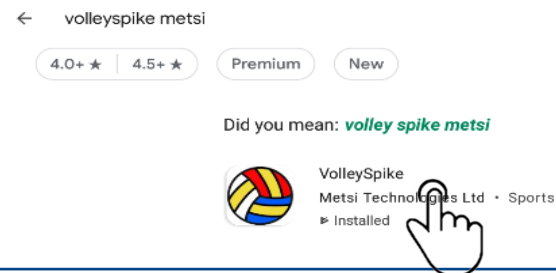 volleyspike metsi
4.0+ ★ 4.5+ ★ Premium New
Did you mean: volley spike metsi
VolleySpike
Metsi Technologies Ltd • Sports
Installed